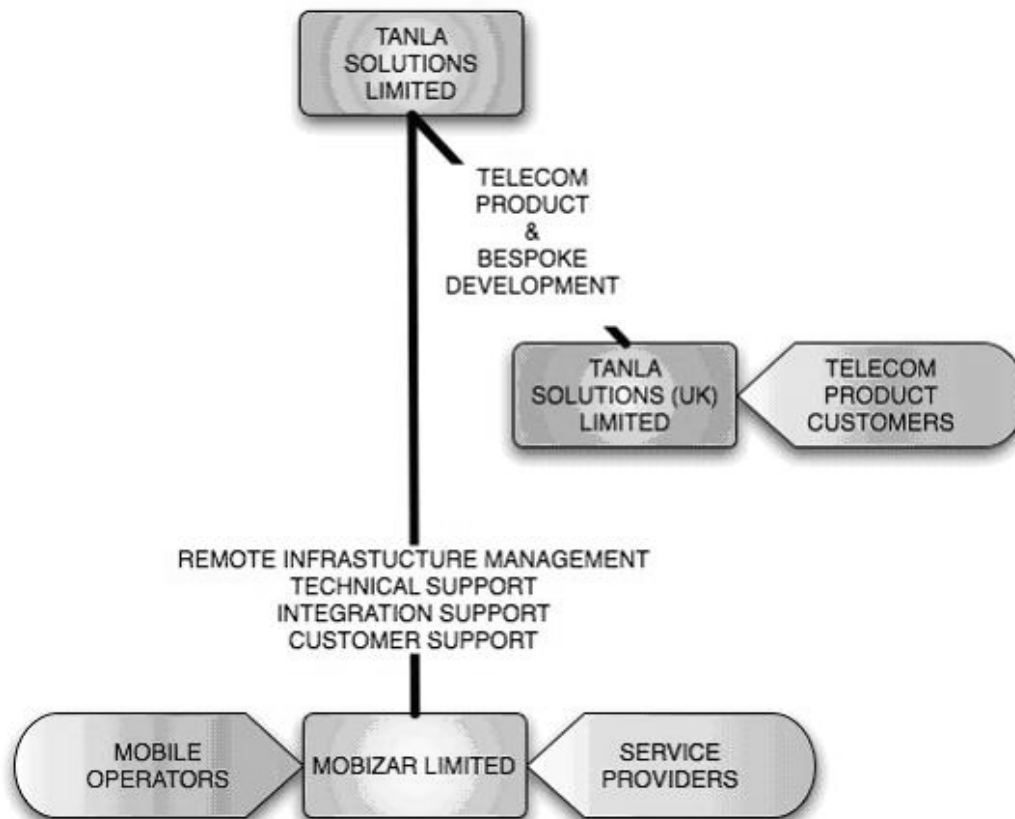 TANLA
SOLUTIONS
LIMITED
TELECOM
PRODUCT
&
BESPOKE
DEVELOPMENT
TANLA
SOLUTIONS (UK)
LIMITED
TELECOM
PRODUCT
CUSTOMERS
REMOTE INFRASTUCTURE MANAGEMENT
TECHNICAL SUPPORT
INTEGRATION SUPPORT
CUSTOMER SUPPORT
MOBILE
OPERATORS
MOBIZAR LIMITED
SERVICE
PROVIDERS